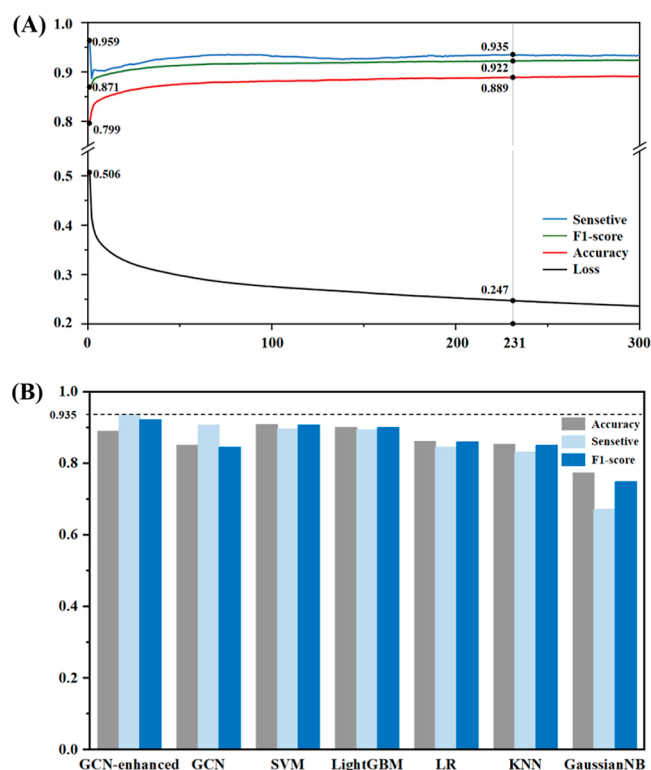 (A)
1.0
0.959
0.935
0.9
0.922
0.871
0.889
0.8
0.799
0.5
0.506
0.4
Sensetive
F1-score
Accuracy
0.3
0.247
Loss
0.2
0
100
200
231
300
(B)
1.0
0.935
Accuracy
Sensetive
F1-score
0.8
0.6
0.4
0.2
0.0
GCN-enhanced GCN SVM LightGBM LR KNN GaussianNB